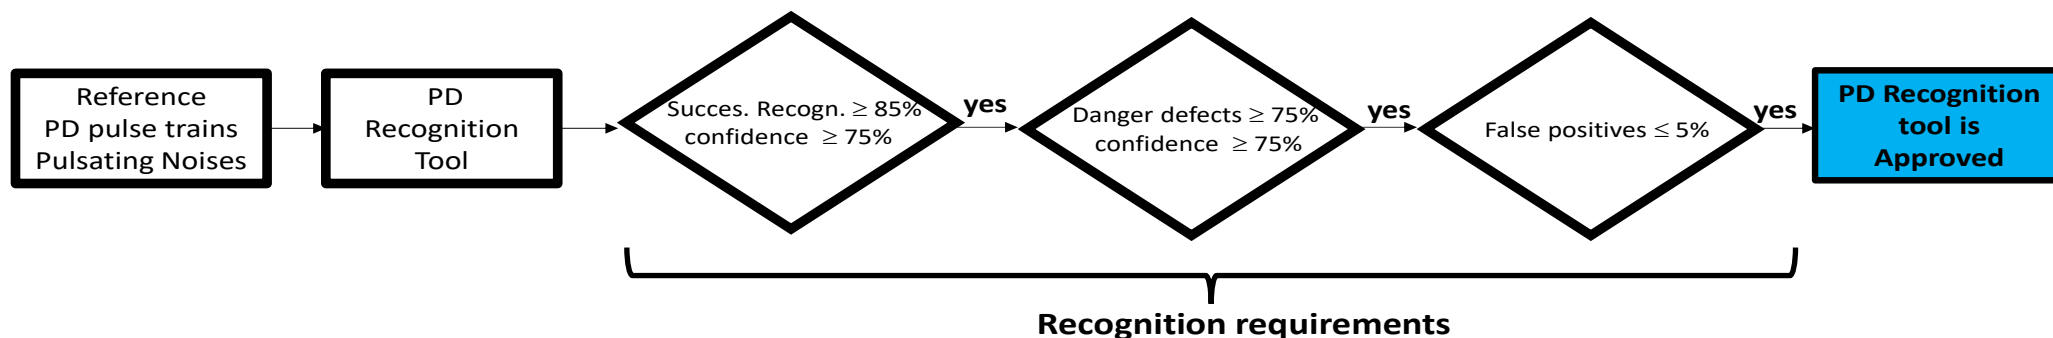 Reference
PD pulse trains
Pulsating Noises
PD
Recognition
Tool
Succes. Recogn. ≥ 85%
confidence ≥ 75%
yes
Danger defects ≥ 75%
confidence ≥ 75%
yes
False positives ≤ 5%
yes
PD Recognition
tool is
Approved
Recognition requirements